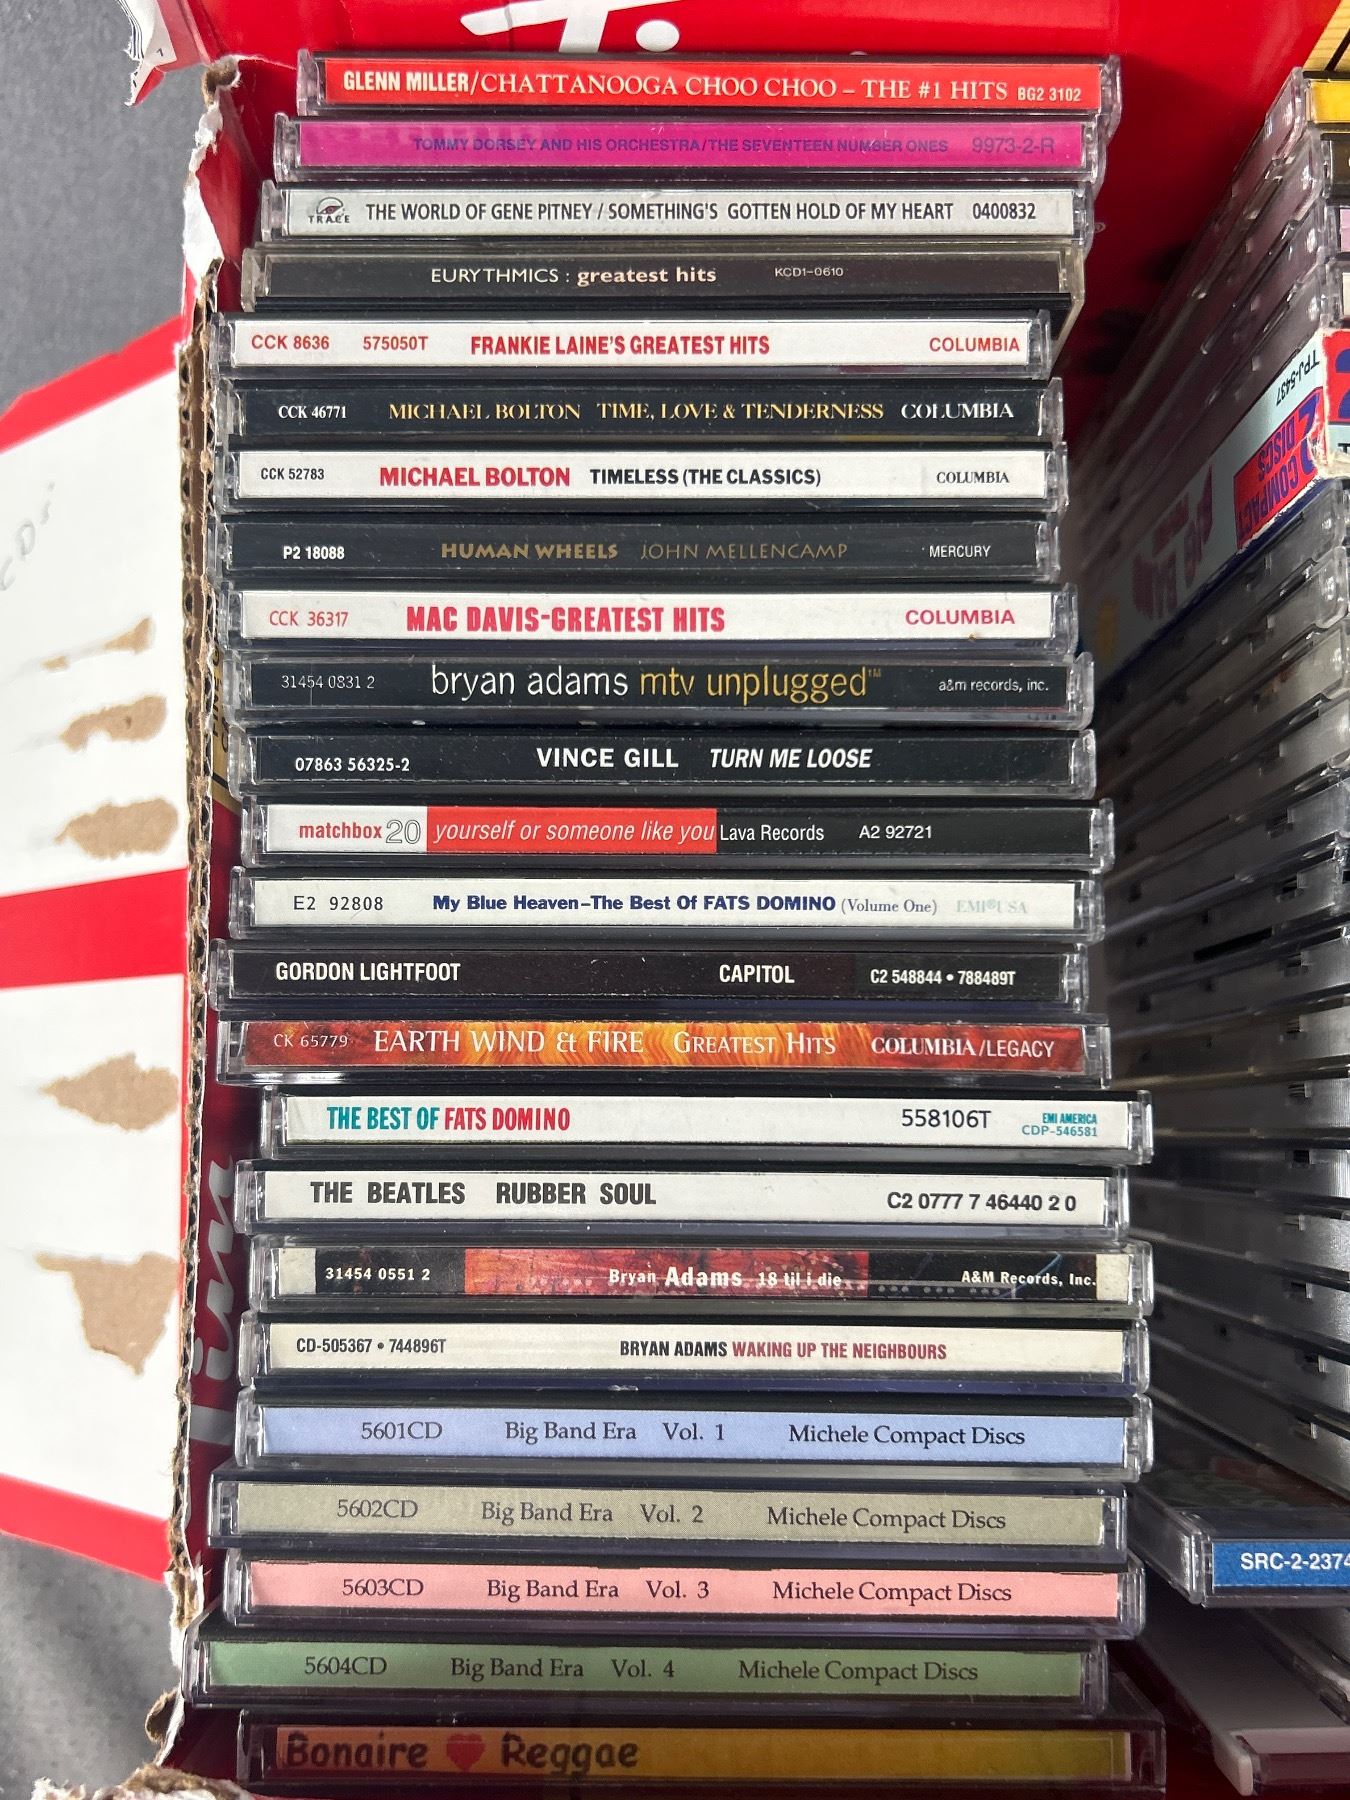 GLENN MILLER/CHATTANOOGA CHOO CHOO – THE #1 HITS BG2 3102
TOMMY DORSEY AND HIS ORCHESTRA/THE SEVENTEEN NUMBER ONES 9973-2-R
TRACE THE WORLD OF GENE PITNEY / SOMETHING'S GOTTEN HOLD OF MY HEART 0400832
EURYTHMICS : greatest hits KCD1-0610
CCK 8636 575050T FRANKIE LAINE'S GREATEST HITS COLUMBIA
CCK 46771 MICHAEL BOLTON TIME, LOVE & TENDERNESS COLUMBIA
CCK 52783 MICHAEL BOLTON TIMELESS (THE CLASSICS) COLUMBIA
P2 18088 HUMAN WHEELS JOHN MELLENCAMP MERCURY
CCK 36317 MAC DAVIS-GREATEST HITS COLUMBIA
31454 0831 2 bryan adams mtv unplugged™ a&m records, inc.
07863 56325-2 VINCE GILL TURN ME LOOSE
matchbox 20 yourself or someone like you Lava Records A2 92721
E2 92808 My Blue Heaven–The Best Of FATS DOMINO (Volume One) EMI®USA
GORDON LIGHTFOOT CAPITOL C2 548844 • 788489T
CK 65779 EARTH WIND & FIRE GREATEST HITS COLUMBIA/LEGACY
THE BEST OF FATS DOMINO 558106T EMI AMERICA
CDP-546581
THE BEATLES RUBBER SOUL C2 0777 7 46440 2 0
31454 0551 2 Bryan Adams 18 til i die A&M Records, Inc.
CD-505367 • 744896T BRYAN ADAMS WAKING UP THE NEIGHBOURS
5601CD Big Band Era Vol. 1 Michele Compact Discs
5602CD Big Band Era Vol. 2 Michele Compact Discs
5603CD Big Band Era Vol. 3 Michele Compact Discs
5604CD Big Band Era Vol. 4 Michele Compact Discs
Bonaire ❤ Reggae
TPJ-5437
3 COMPACT
DISCS
SRC-2-2374